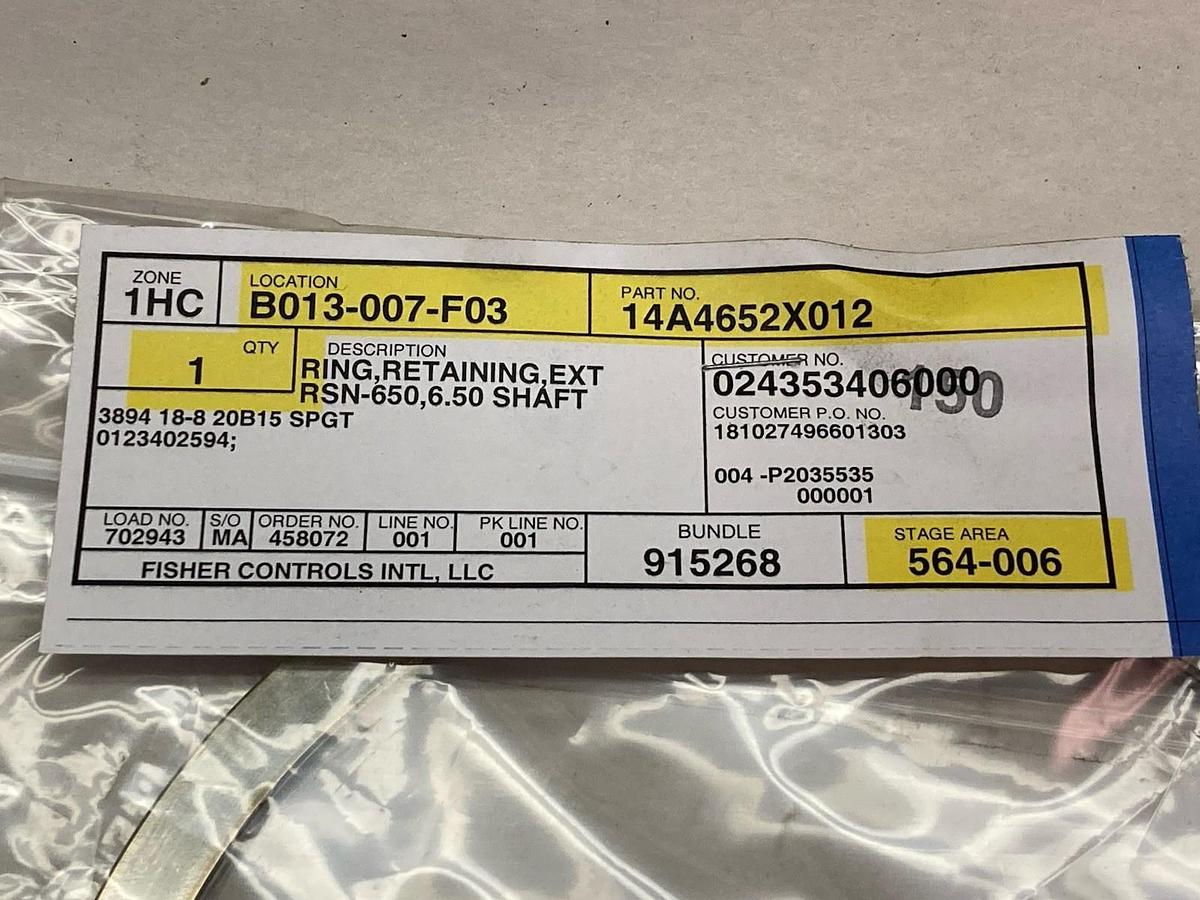 ZONE
1HC
LOCATION
B013-007-F03
PART NO.
14A4652X012
QTY
1
DESCRIPTION
RING,RETAINING,EXT
RSN-650,6.50 SHAFT
3894 18-8 20B15 SPGT
0123402594;
CUSTOMER NO.
024353406000
CUSTOMER P.O. NO.
181027496601303
004 -P2035535
000001
LOAD NO.
702943
S/O
MA
ORDER NO.
458072
LINE NO.
001
PK LINE NO.
001
FISHER CONTROLS INTL, LLC
BUNDLE
915268
STAGE AREA
564-006